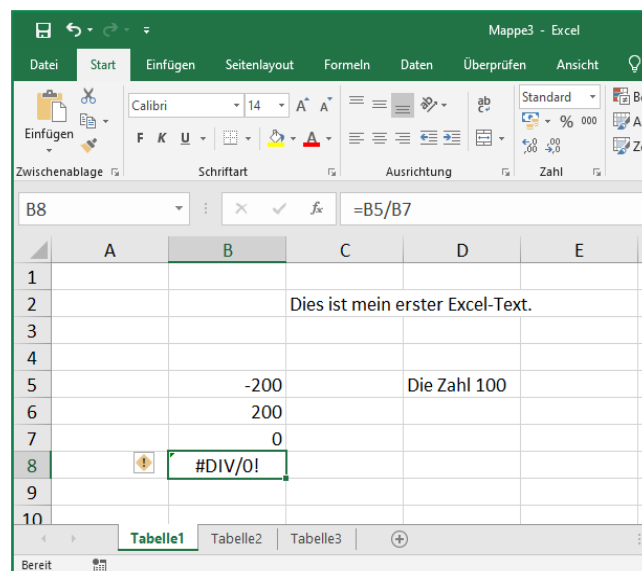 Mappe3 - Excel
Datei Start Einfügen Seitenlayout Formeln Daten Überprüfen Ansicht
Calibri 14 A A ab Standard
Einfügen F K U A % 000
Zwischenablage Schriftart Ausrichtung Zahl
B8 fx =B5/B7
A B C D E
1
2 Dies ist mein erster Excel-Text.
3
4
5 -200 Die Zahl 100
6 200
7 0
8 #DIV/0!
9
10
Tabelle1 Tabelle2 Tabelle3
Bereit